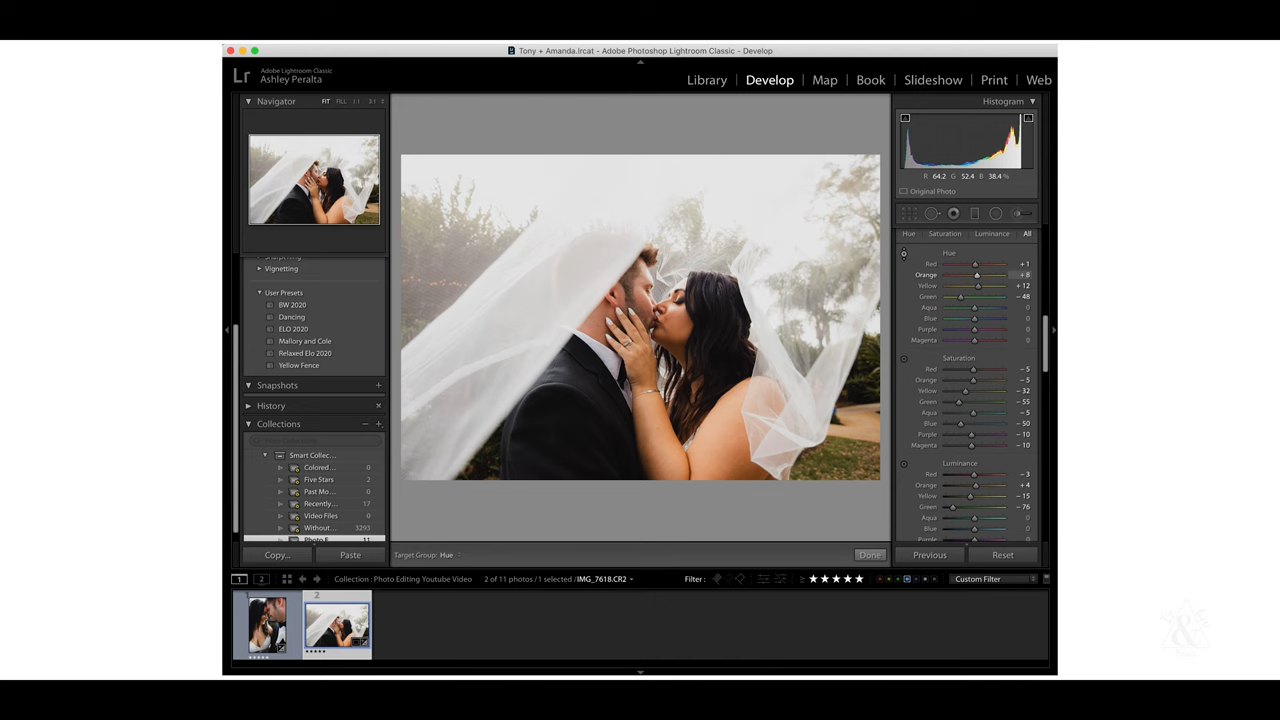 Tony + Amanda.lrcat - Adobe Photoshop Lightroom Classic - Develop
Lr
Adobe Lightroom Classic
Ashley Peralta
Library | Develop | Map | Book | Slideshow | Print | Web
Navigator FIT FILL 1:1 3:1
Vignetting
User Presets
BW 2020
Dancing
ELO 2020
Mallory and Cole
Relaxed Elo 2020
Yellow Fence
Snapshots +
History ×
Collections − +
Smart Collec...
Colored ... 0
Five Stars 2
Past Mo... 0
Recently... 17
Video Files 0
Without... 3293
Photo E... 11
Copy... Paste
Target Group: Hue Done
Histogram
R 64.2 G 52.4 B 38.4 %
Original Photo
Hue Saturation Luminance All
Hue
Red + 1
Orange + 8
Yellow + 12
Green − 48
Aqua 0
Blue 0
Purple 0
Magenta 0
Saturation
Red − 5
Orange − 5
Yellow − 32
Green − 55
Aqua − 5
Blue − 50
Purple − 10
Magenta − 10
Luminance
Red − 3
Orange + 4
Yellow − 15
Green − 76
Aqua 0
Blue 0
Purple 0
Previous Reset
1 2 Collection : Photo Editing Youtube Video 2 of 11 photos / 1 selected / IMG_7618.CR2 Filter : ≥ ★★★★★ Custom Filter
2
&